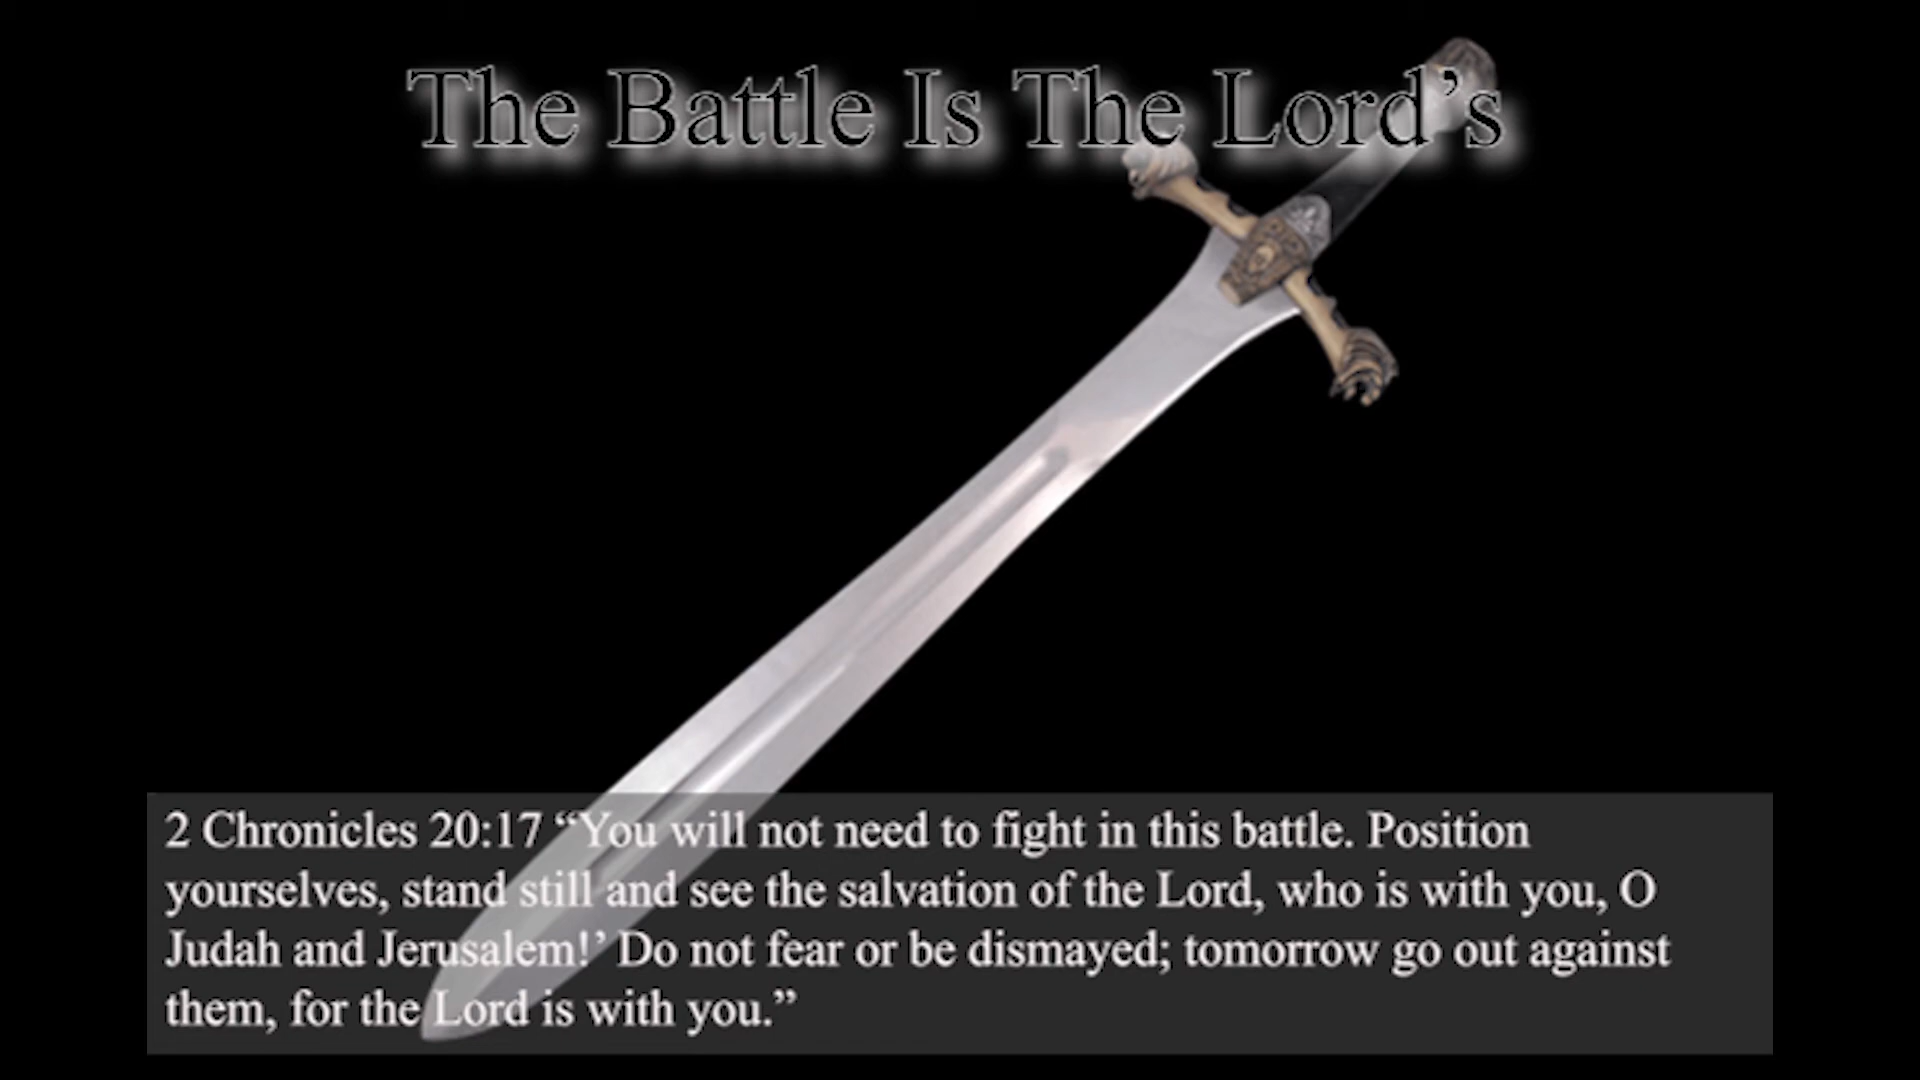 The Battle Is The Lord’s
2 Chronicles 20:17 “You will not need to fight in this battle. Position
yourselves, stand still and see the salvation of the Lord, who is with you, O
Judah and Jerusalem!’ Do not fear or be dismayed; tomorrow go out against
them, for the Lord is with you.”